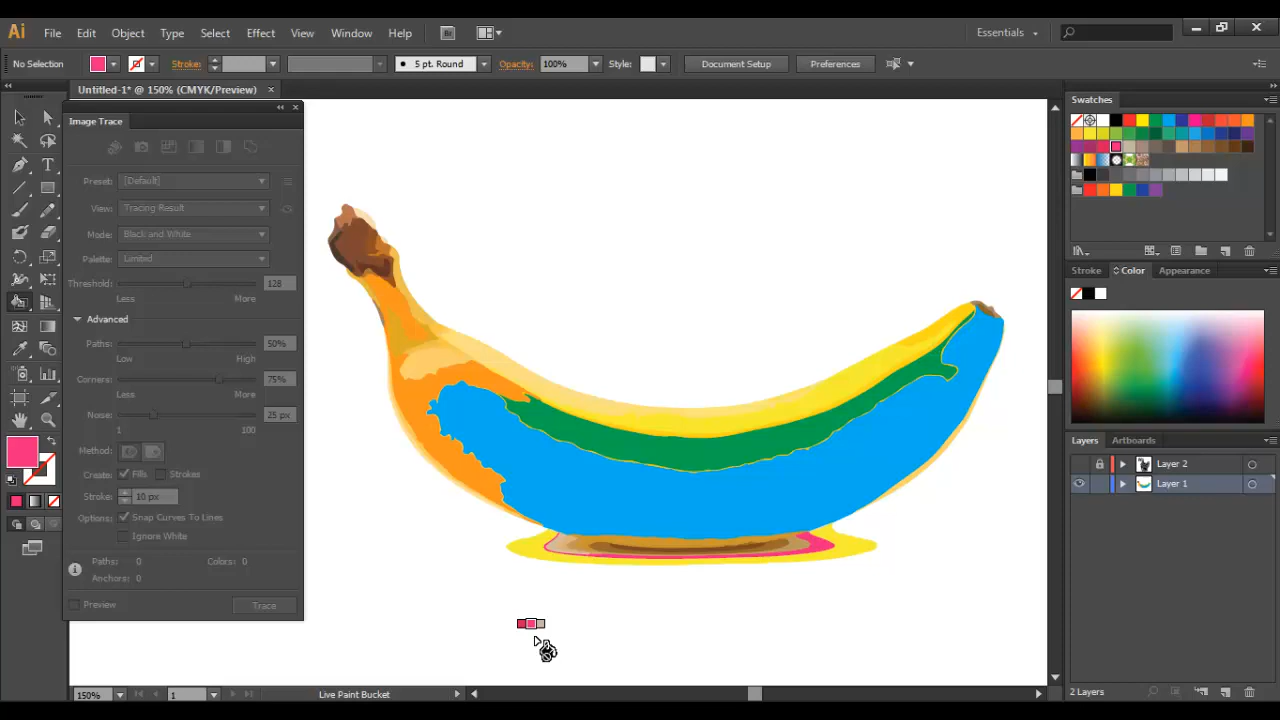 Ai File Edit Object Type Select Effect View Window Help Br Essentials
No Selection Stroke: 5 pt. Round Opacity: 100% Style: Document Setup Preferences
Untitled-1* @ 150% (CMYK/Preview)
Image Trace
Preset: [Default]
View: Tracing Result
Mode: Black and White
Palette: Limited
Threshold: 128
Less More
Advanced
Paths: 50%
Low High
Corners: 75%
Less More
Noise: 25 px
1 100
Method:
Create: Fills Strokes
Stroke: 10 px
Options: Snap Curves To Lines
Ignore White
Paths: 0 Colors: 0
Anchors: 0
Preview Trace
Swatches
Stroke Color Appearance
Layers Artboards
Layer 2
Layer 1
2 Layers
150% 1 Live Paint Bucket